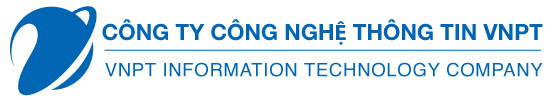 CÔNG TY CÔNG NGHỆ THÔNG TIN VNPT
VNPT INFORMATION TECHNOLOGY COMPANY